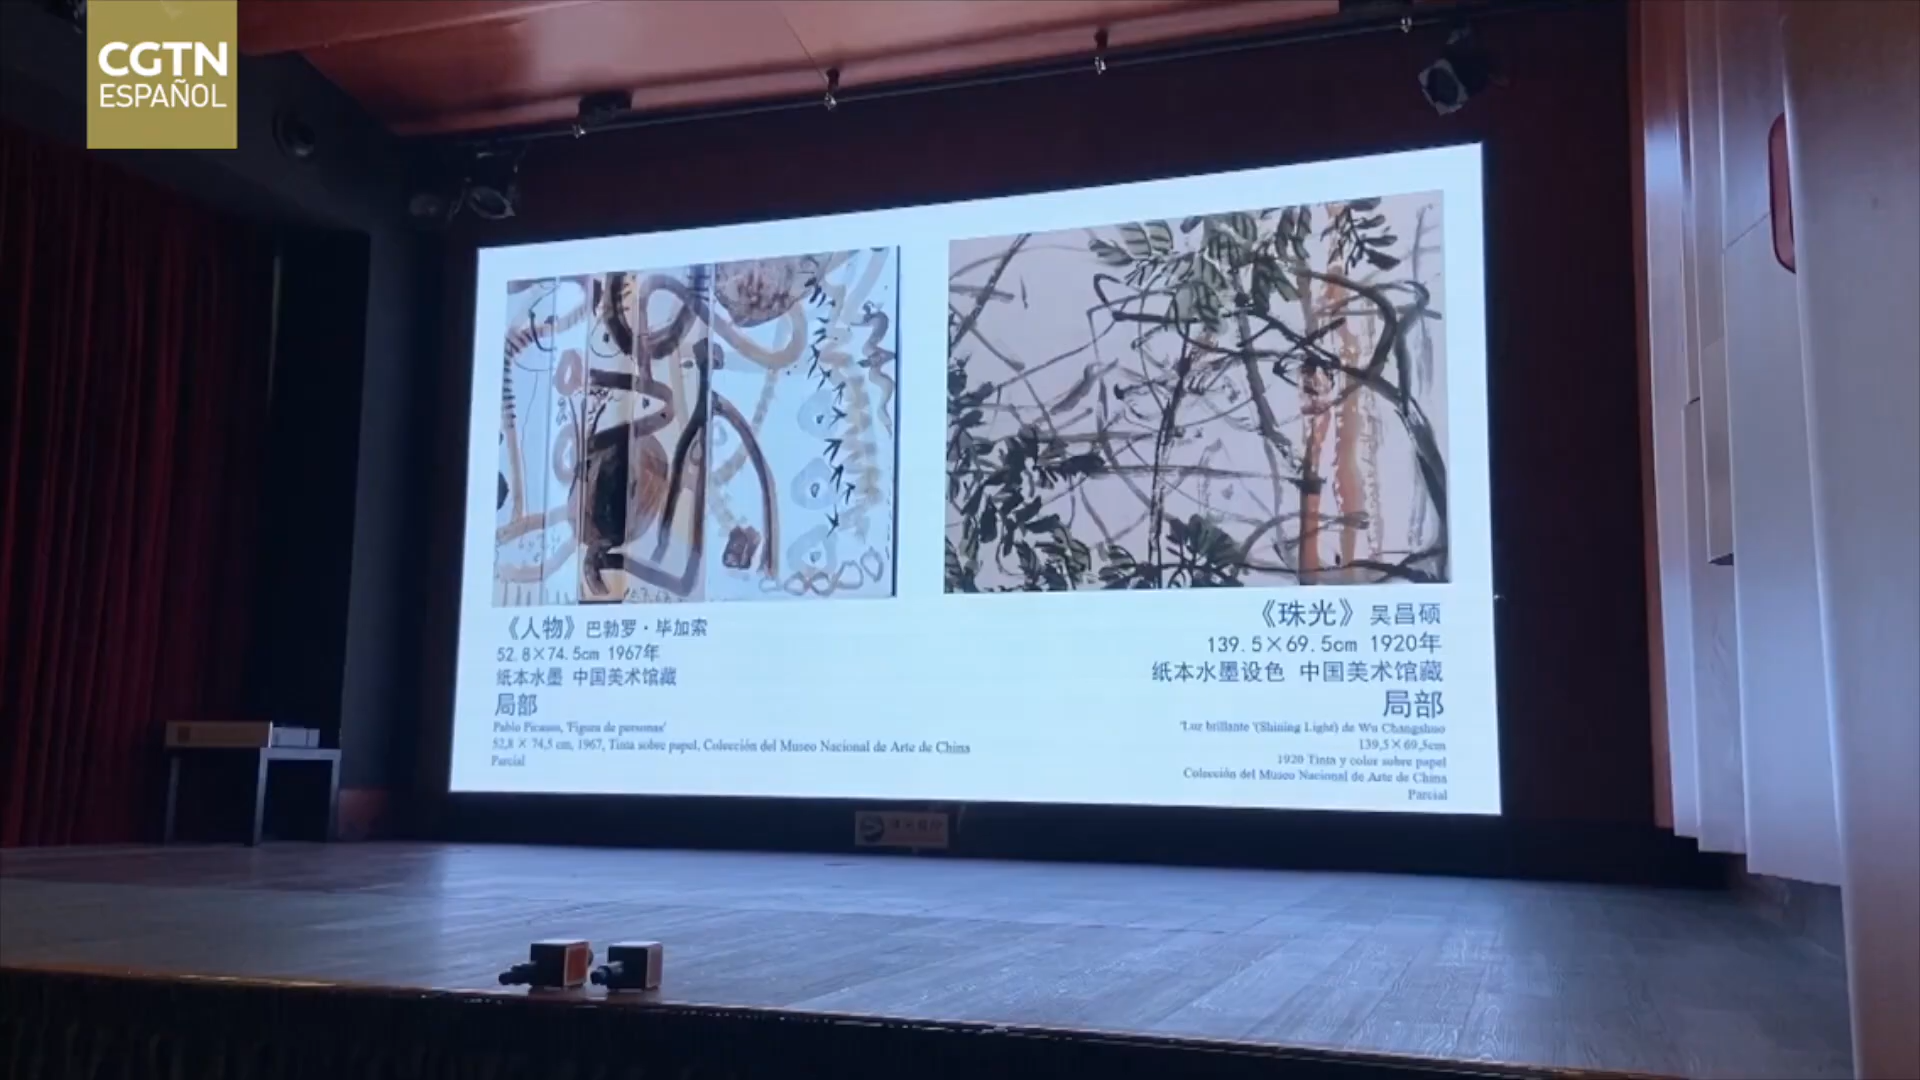 CGTN
ESPAÑOL
《人物》巴勃罗·毕加索
52.8×74.5cm 1967年
纸本水墨 中国美术馆藏
局部
Pablo Picasso, 'Figura de personas'
52,8 × 74,5 cm, 1967, Tinta sobre papel, Colección del Museo Nacional de Arte de China
Parcial
《珠光》吴昌硕
139.5×69.5cm 1920年
纸本水墨设色 中国美术馆藏
局部
'Luz brillante '(Shining Light) de Wu Changshuo
139,5×69,5cm
1920 Tinta y color sobre papel
Colección del Museo Nacional de Arte de China
Parcial